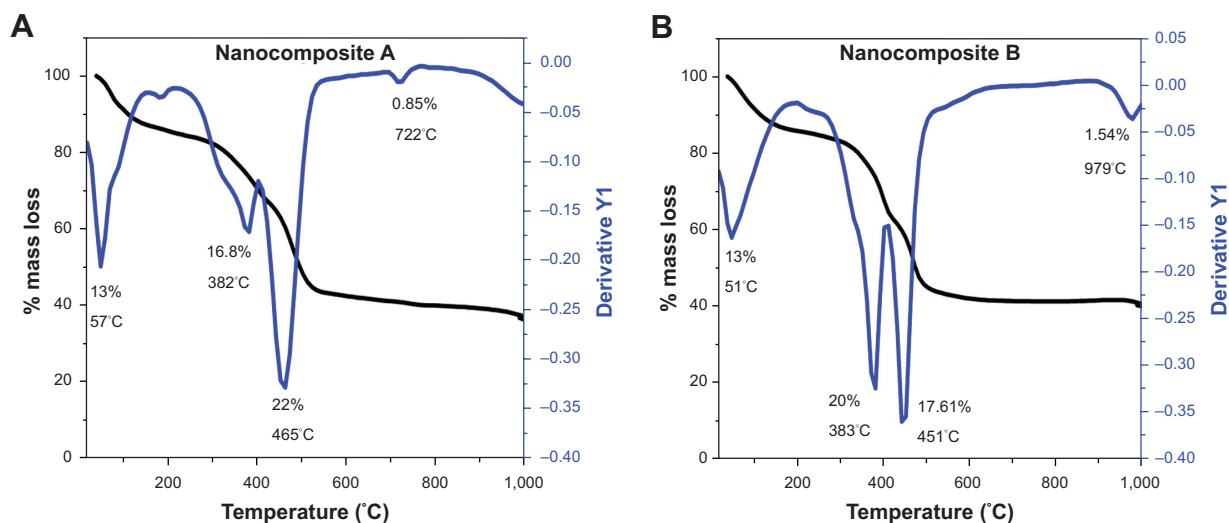 A
Nanocomposite A
100
80
60
40
20
0
% mass loss
0.00
–0.05
–0.10
–0.15
–0.20
–0.25
–0.30
–0.35
–0.40
Derivative Y1
13%
57°C
16.8%
382°C
22%
465°C
0.85%
722°C
200
400
600
800
1,000
Temperature (°C)
B
Nanocomposite B
100
80
60
40
20
0
% mass loss
0.05
0.00
–0.05
–0.10
–0.15
–0.20
–0.25
–0.30
–0.35
–0.40
Derivative Y1
13%
51°C
20%
383°C
17.61%
451°C
1.54%
979°C
200
400
600
800
1,000
Temperature (°C)